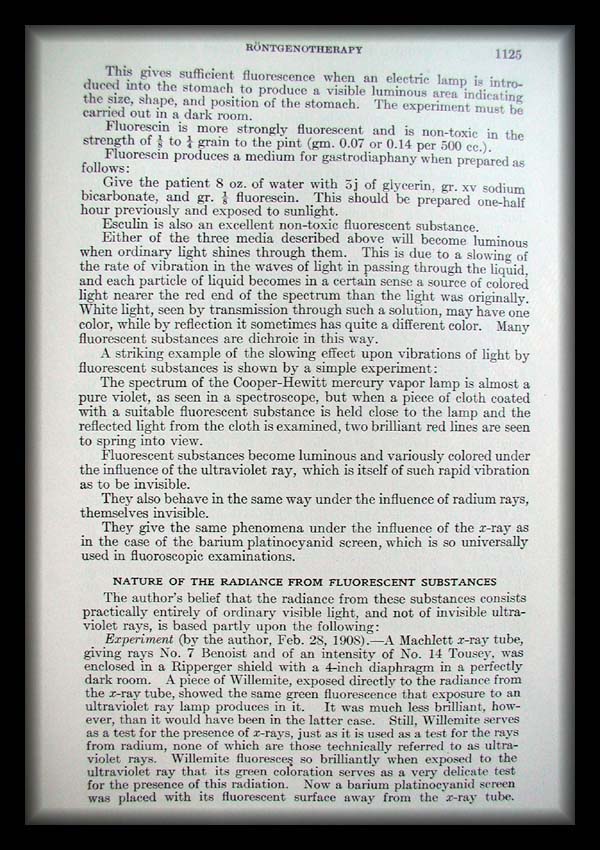 RÖNTGENOTHERAPY
1125
This gives sufficient fluorescence when an electric lamp is intro-
duced into the stomach to produce a visible luminous area indicating
the size, shape, and position of the stomach. The experiment must be
carried out in a dark room.
Fluorescin is more strongly fluorescent and is non-toxic in the
strength of ⅛ to ¼ grain to the pint (gm. 0.07 or 0.14 per 500 cc.).
Fluorescin produces a medium for gastrodiaphany when prepared as
follows:
Give the patient 8 oz. of water with ʒj of glycerin, gr. xv sodium
bicarbonate, and gr. ⅛ fluorescin. This should be prepared one-half
hour previously and exposed to sunlight.
Esculin is also an excellent non-toxic fluorescent substance.
Either of the three media described above will become luminous
when ordinary light shines through them. This is due to a slowing of
the rate of vibration in the waves of light in passing through the liquid,
and each particle of liquid becomes in a certain sense a source of colored
light nearer the red end of the spectrum than the light was originally.
White light, seen by transmission through such a solution, may have one
color, while by reflection it sometimes has quite a different color. Many
fluorescent substances are dichroic in this way.
A striking example of the slowing effect upon vibrations of light by
fluorescent substances is shown by a simple experiment:
The spectrum of the Cooper-Hewitt mercury vapor lamp is almost a
pure violet, as seen in a spectroscope, but when a piece of cloth coated
with a suitable fluorescent substance is held close to the lamp and the
reflected light from the cloth is examined, two brilliant red lines are seen
to spring into view.
Fluorescent substances become luminous and variously colored under
the influence of the ultraviolet ray, which is itself of such rapid vibration
as to be invisible.
They also behave in the same way under the influence of radium rays,
themselves invisible.
They give the same phenomena under the influence of the x-ray as
in the case of the barium platinocyanid screen, which is so universally
used in fluoroscopic examinations.
NATURE OF THE RADIANCE FROM FLUORESCENT SUBSTANCES
The author's belief that the radiance from these substances consists
practically entirely of ordinary visible light, and not of invisible ultra-
violet rays, is based partly upon the following:
Experiment (by the author, Feb. 28, 1908).—A Machlett x-ray tube,
giving rays No. 7 Benoist and of an intensity of No. 14 Tousey, was
enclosed in a Ripperger shield with a 4-inch diaphragm in a perfectly
dark room. A piece of Willemite, exposed directly to the radiance from
the x-ray tube, showed the same green fluorescence that exposure to an
ultraviolet ray lamp produces in it. It was much less brilliant, how-
ever, than it would have been in the latter case. Still, Willemite serves
as a test for the presence of x-rays, just as it is used as a test for the rays
from radium, none of which are those technically referred to as ultra-
violet rays. Willemite fluoresces so brilliantly when exposed to the
ultraviolet ray that its green coloration serves as a very delicate test
for the presence of this radiation. Now a barium platinocyanid screen
was placed with its fluorescent surface away from the x-ray tube.